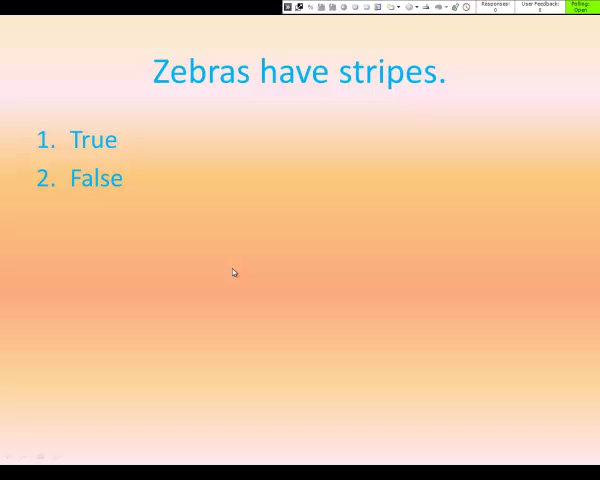 Responses:
0
User Feedback:
0
Polling:
Open
Zebras have stripes.
1. True
2. False